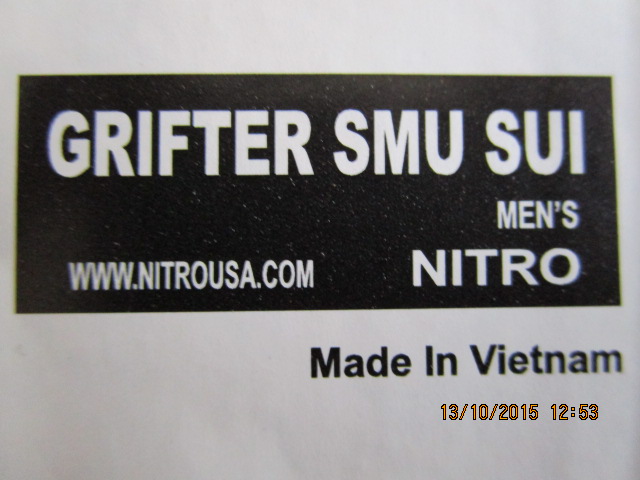 GRIFTER SMU SUI
MEN'S
WWW.NITROUSA.COM NITRO
Made In Vietnam
13/10/2015 12:53